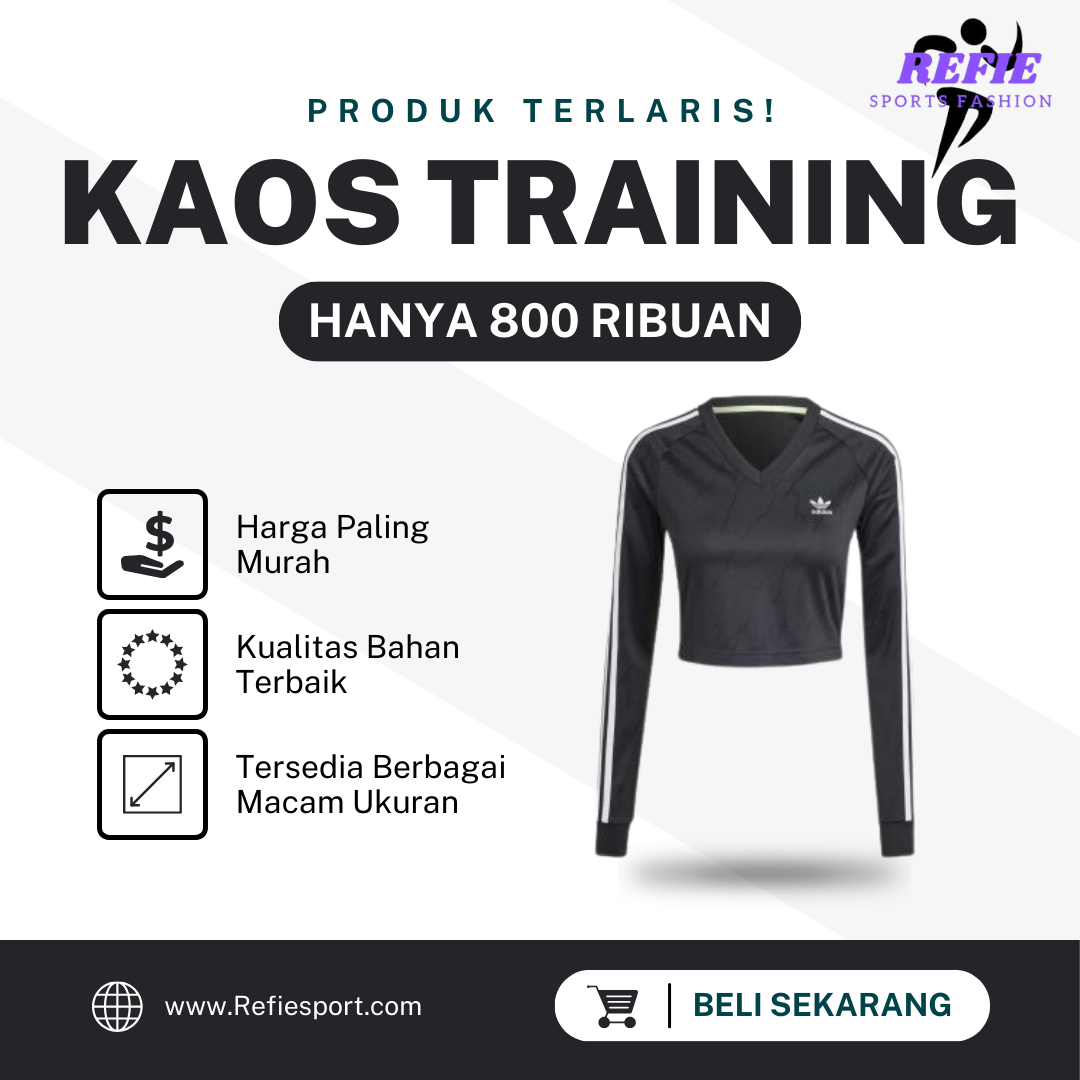 REFIE
SPORTS FASHION
PRODUK TERLARIS!
KAOS TRAINING
HANYA 800 RIBUAN
adidas
Harga Paling
Murah
Kualitas Bahan
Terbaik
Tersedia Berbagai
Macam Ukuran
www.Refiesport.com
BELI SEKARANG